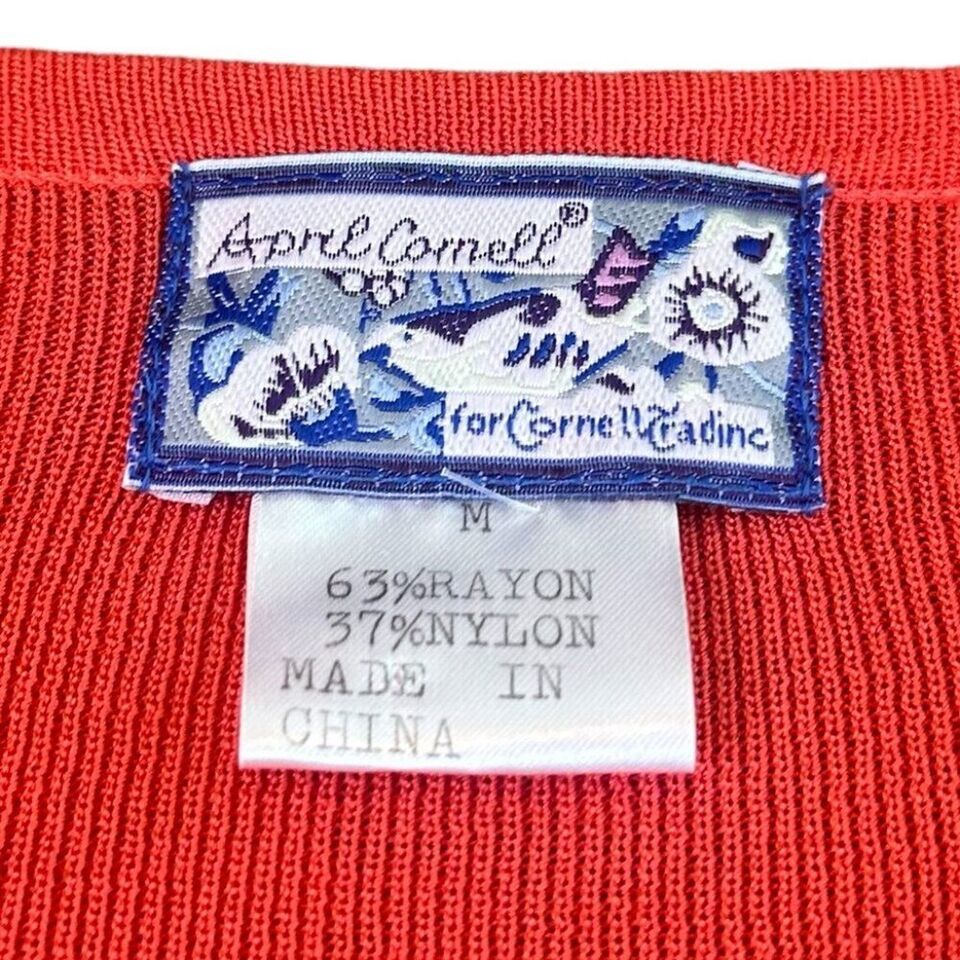 April Cornell®
for Cornell Trading
M
63%RAYON
37%NYLON
MADE IN
CHINA